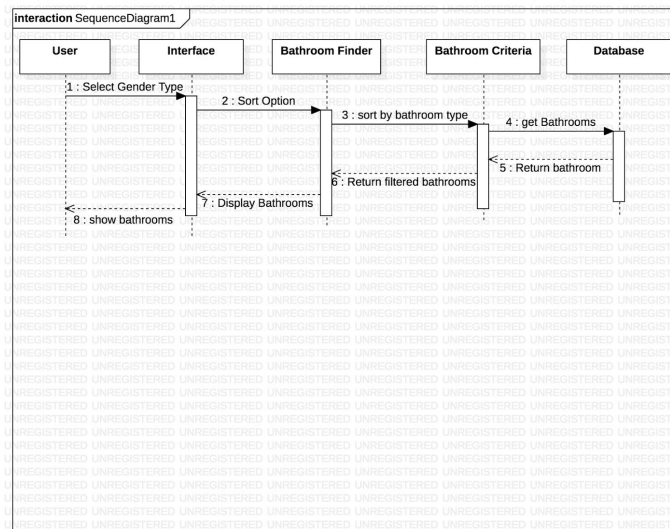 interaction SequenceDiagram1
User
Interface
Bathroom Finder
Bathroom Criteria
Database
1 : Select Gender Type
2 : Sort Option
3 : sort by bathroom type
4 : get Bathrooms
5 : Return bathroom
6 : Return filtered bathrooms
7 : Display Bathrooms
8 : show bathrooms
UNREGISTERED